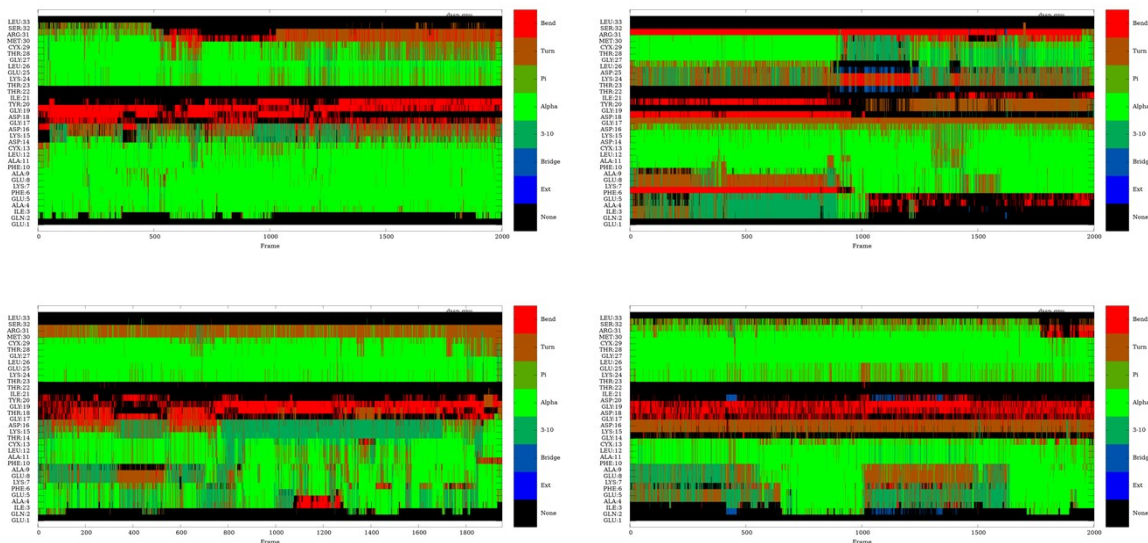 LEU:33
SER:32
ARG:31
MET:30
CYX:29
THR:28
GLY:27
LEU:26
GLU:25
LYS:24
THR:23
THR:22
ILE:21
TYR:20
GLY:19
ASP:18
GLY:17
ASP:16
LYS:15
ASP:14
CYX:13
LEU:12
ALA:11
PHE:10
ALA:9
GLU:8
LYS:7
PHE:6
GLU:5
ALA:4
ILE:3
GLN:2
GLU:1
0 500 1000 1500 2000
Frame
Bend
Turn
Pi
Alpha
3-10
Bridge
Ext
None
LEU:33
SER:32
ARG:31
MET:30
CYX:29
THR:28
GLY:27
LEU:26
ASP:25
LYS:24
THR:23
THR:22
ILE:21
TYR:20
GLY:19
ASP:18
GLY:17
ASP:16
LYS:15
ASP:14
CYX:13
LEU:12
ALA:11
PHE:10
ALA:9
GLU:8
LYS:7
PHE:6
GLU:5
ALA:4
ILE:3
GLN:2
GLU:1
0 500 1000 1500 2000
Frame
Bend
Turn
Pi
Alpha
3-10
Bridge
Ext
None
LEU:33
SER:32
ARG:31
MET:30
CYX:29
THR:28
GLY:27
LEU:26
GLU:25
LYS:24
THR:23
THR:22
ILE:21
TYR:20
GLY:19
THR:18
GLY:17
ASP:16
LYS:15
THR:14
CYX:13
LEU:12
ALA:11
PHE:10
ALA:9
GLU:8
LYS:7
PHE:6
GLU:5
ALA:4
ILE:3
GLN:2
GLU:1
0 200 400 600 800 1000 1200 1400 1600 1800
Frame
Bend
Turn
Pi
Alpha
3-10
Bridge
Ext
None
LEU:33
SER:32
ARG:31
MET:30
CYX:29
THR:28
GLY:27
LEU:26
GLU:25
LYS:24
THR:23
THR:22
ILE:21
ASP:20
GLY:19
ASP:18
GLY:17
ASP:16
LYS:15
GLY:14
CYX:13
LEU:12
ALA:11
PHE:10
ALA:9
GLU:8
LYS:7
PHE:6
GLU:5
ALA:4
ILE:3
GLN:2
GLU:1
0 500 1000 1500 2000
Frame
Bend
Turn
Pi
Alpha
3-10
Bridge
Ext
None